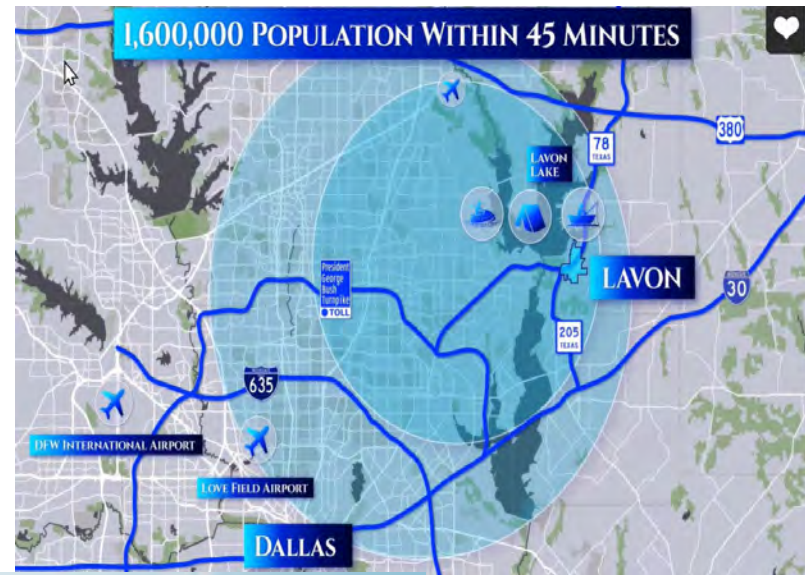 1,600,000 POPULATION WITHIN 45 MINUTES
380
78
TEXAS
LAVON
LAKE
LAVON
President
George
Bush
Turnpike
TOLL
30
205
TEXAS
635
DFW INTERNATIONAL AIRPORT
LOVE FIELD AIRPORT
DALLAS